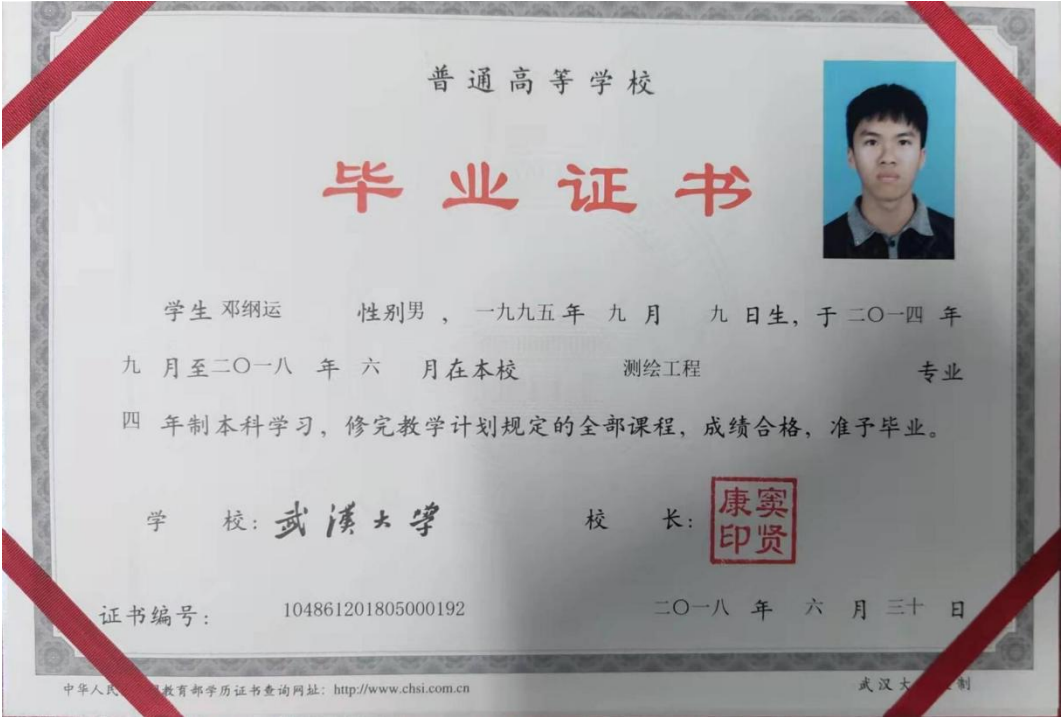 普通高等学校
毕业证书
学生 邓纲运 性别男，一九九五年 九 月 九 日生，于 二〇一四 年
九 月至二〇一八 年 六 月在本校 测绘工程 专业
四 年制本科学习，修完教学计划规定的全部课程，成绩合格，准予毕业。
学 校：武漢大學 校 长：窦贤康印
证书编号： 104861201805000192 二〇一八 年 六 月 三十 日
中华人民 教育部学历证书查询网址：http://www.chsi.com.cn 武汉大 制